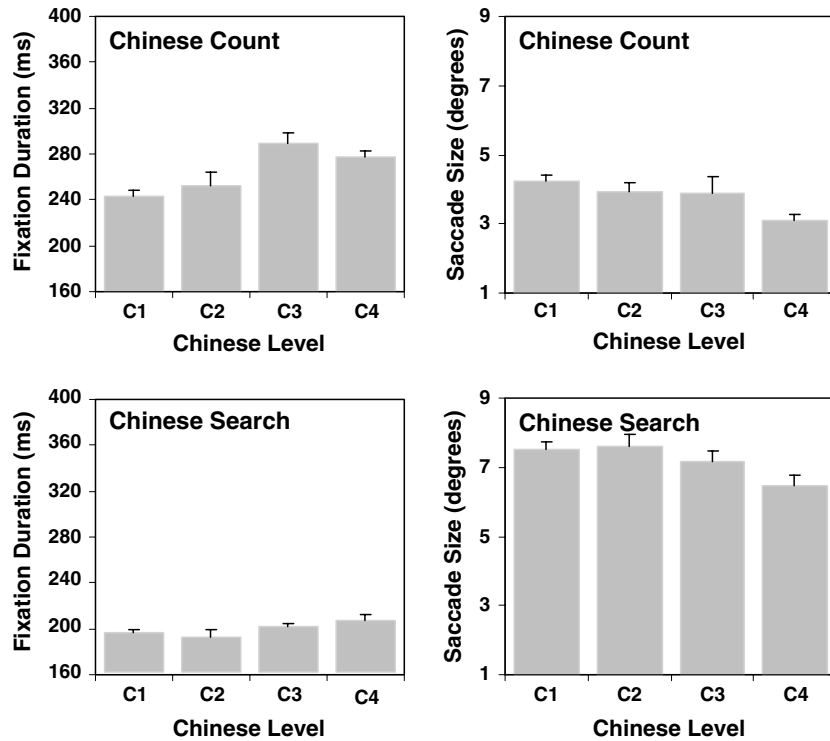 Chinese Count
Fixation Duration (ms)
400
360
320
280
240
200
160
C1 C2 C3 C4
Chinese Level
Chinese Count
Saccade Size (degrees)
9
7
5
3
1
C1 C2 C3 C4
Chinese Level
Chinese Search
Fixation Duration (ms)
400
360
320
280
240
200
160
C1 C2 C3 C4
Chinese Level
Chinese Search
Saccade Size (degrees)
9
7
5
3
1
C1 C2 C3 C4
Chinese Level